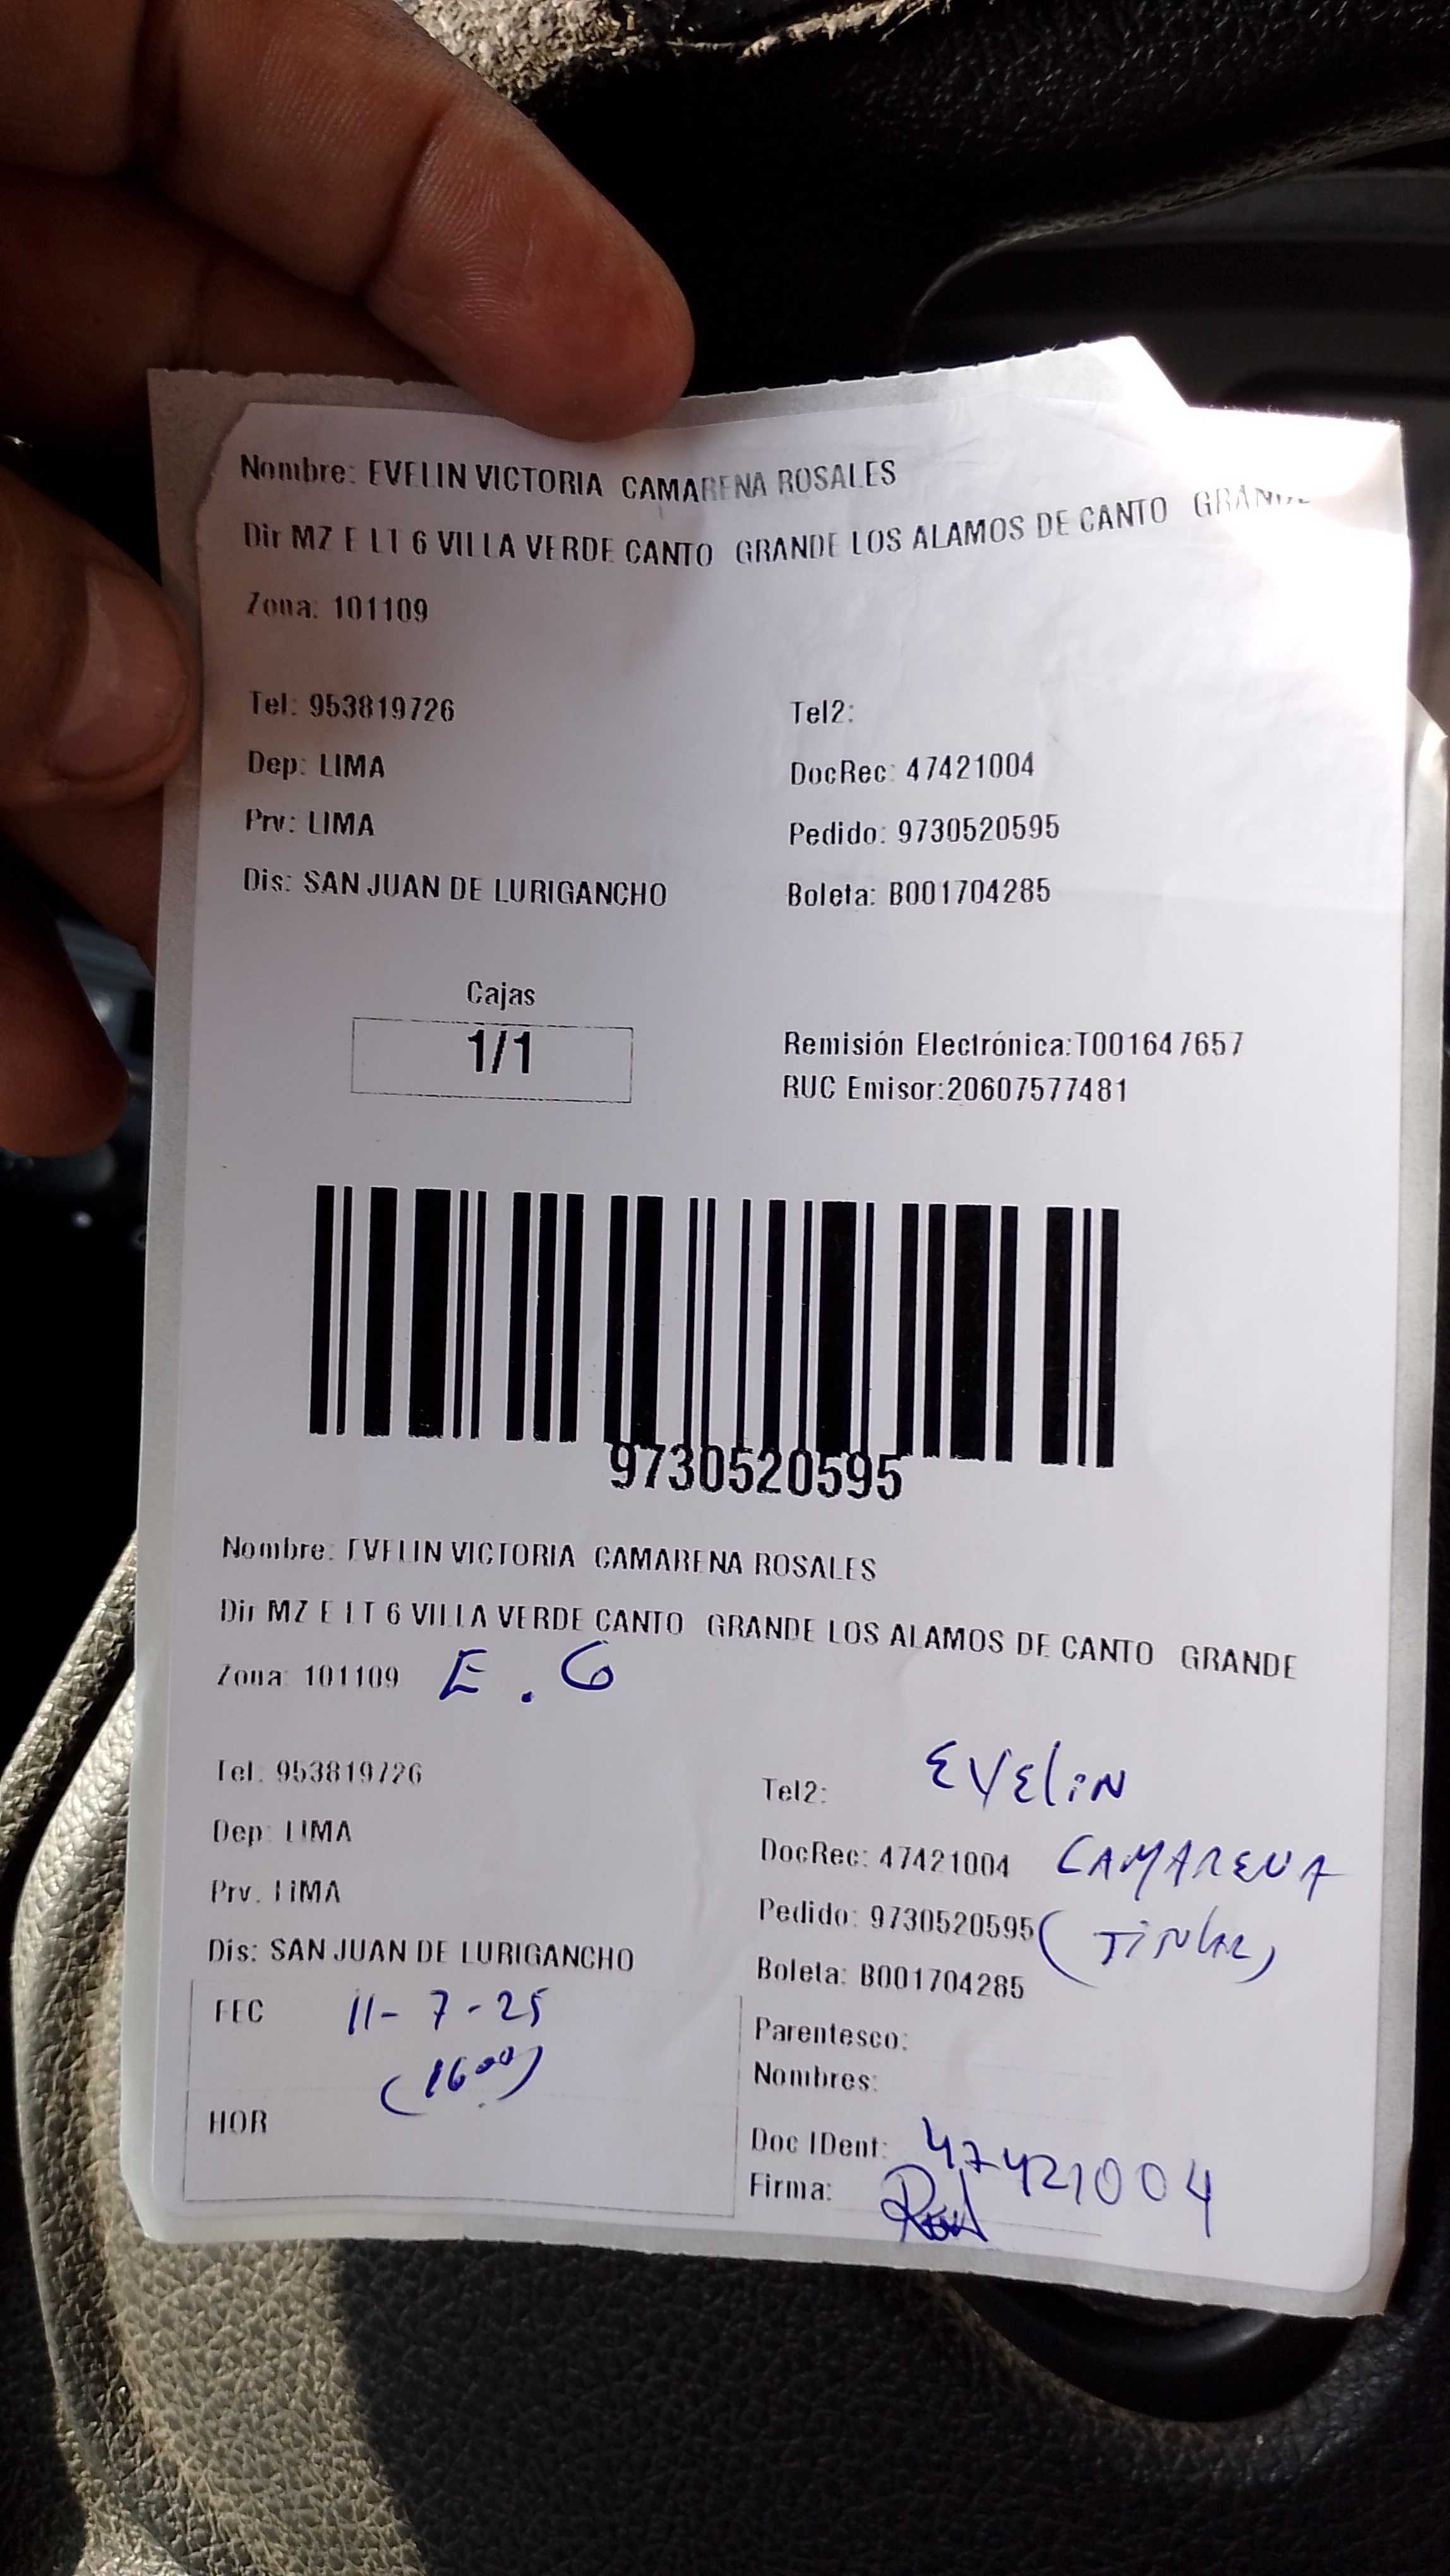 Nombre: EVELIN VICTORIA CAMARENA ROSALES
Dir MZ E LT 6 VILLA VERDE CANTO GRANDE LOS ALAMOS DE CANTO GRANDE
Zona: 101109
Tel: 953819726 Tel2:
Dep: LIMA DocRec: 47421004
Prv: LIMA Pedido: 9730520595
Dis: SAN JUAN DE LURIGANCHO Boleta: B001704285
Cajas
1/1
Remisión Electrónica:T001647657
RUC Emisor:20607577481
9730520595
Nombre: EVELIN VICTORIA CAMARENA ROSALES
Dir MZ E LT 6 VILLA VERDE CANTO GRANDE LOS ALAMOS DE CANTO GRANDE
Zona: 101109 E. G
Tel: 953819726 Tel2: EVELIN
Dep: LIMA DocRec: 47421004 CAMARENA
Prv. LIMA Pedido: 9730520595 (TITULAR)
Dis: SAN JUAN DE LURIGANCHO Boleta: B001704285
FEC 11-7-25
(16⁰⁰)
HOR
Parentesco:
Nombres:
Doc IDent: 47421004
Firma: